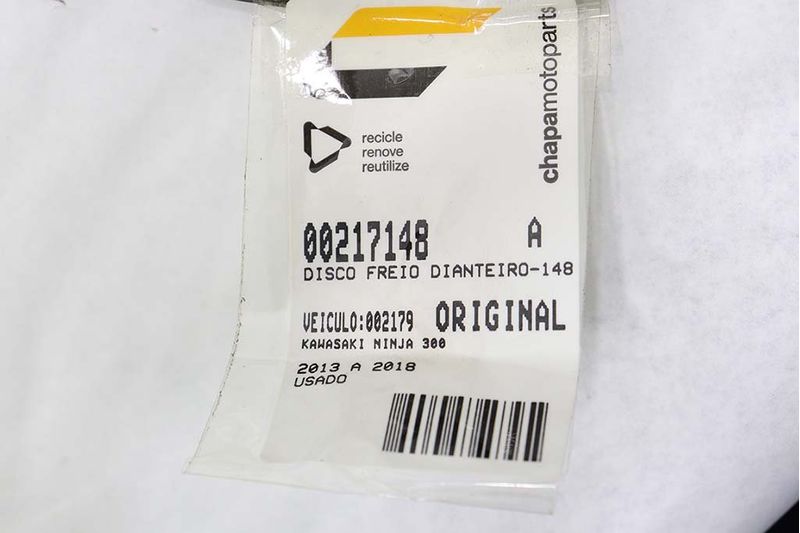 chapamotoparts
recicle
renove
reutilize
00217148 A
DISCO FREIO DIANTEIRO-148
VEICULO:002179 ORIGINAL
KAWASAKI NINJA 300
2013 A 2018
USADO